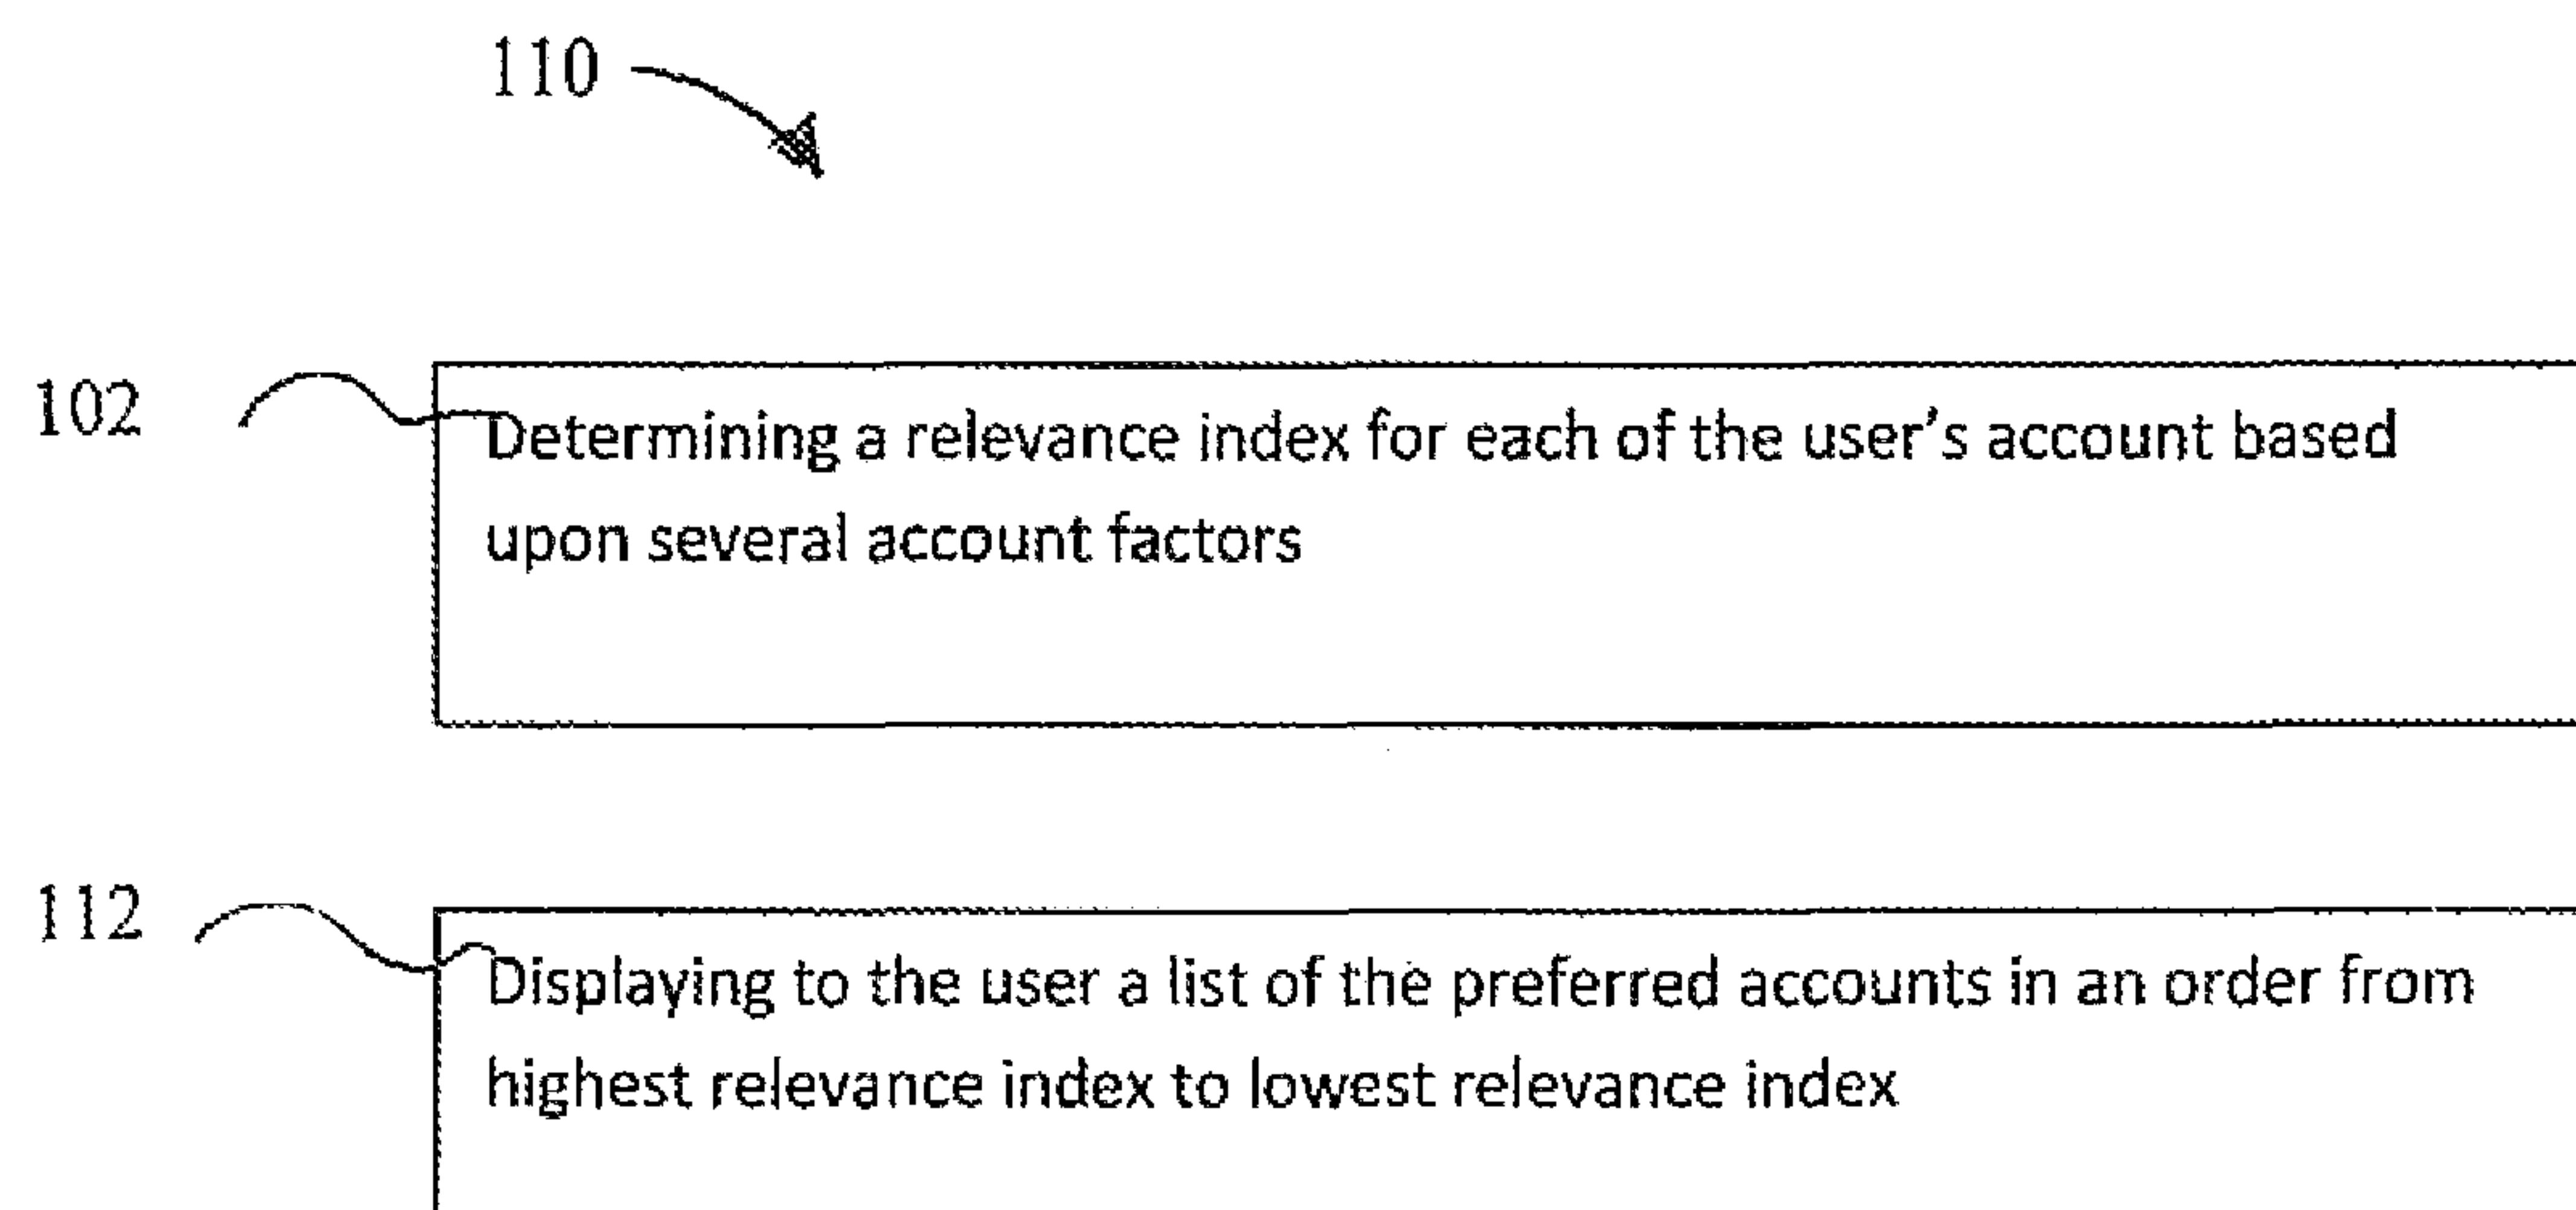 110
102
Determining a relevance index for each of the user's account based
upon several account factors
112
Displaying to the user a list of the preferred accounts in an order from
highest relevance index to lowest relevance index